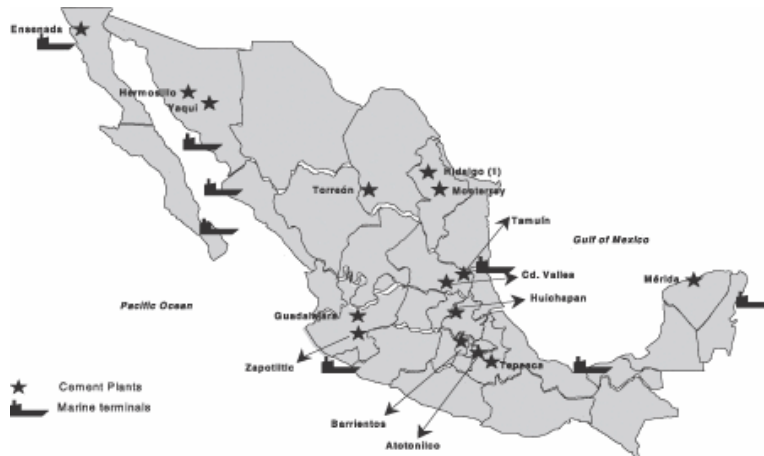 Ensenada
Hermosillo
Yaqui
Hidalgo (1)
Torreón
Monterrey
Tamuín
Gulf of Mexico
Cd. Valles
Mérida
Huichapan
Pacific Ocean
Guadalajara
Zapotiltic
Tepeaca
Cement Plants
Marine terminals
Barrientos
Atotonilco